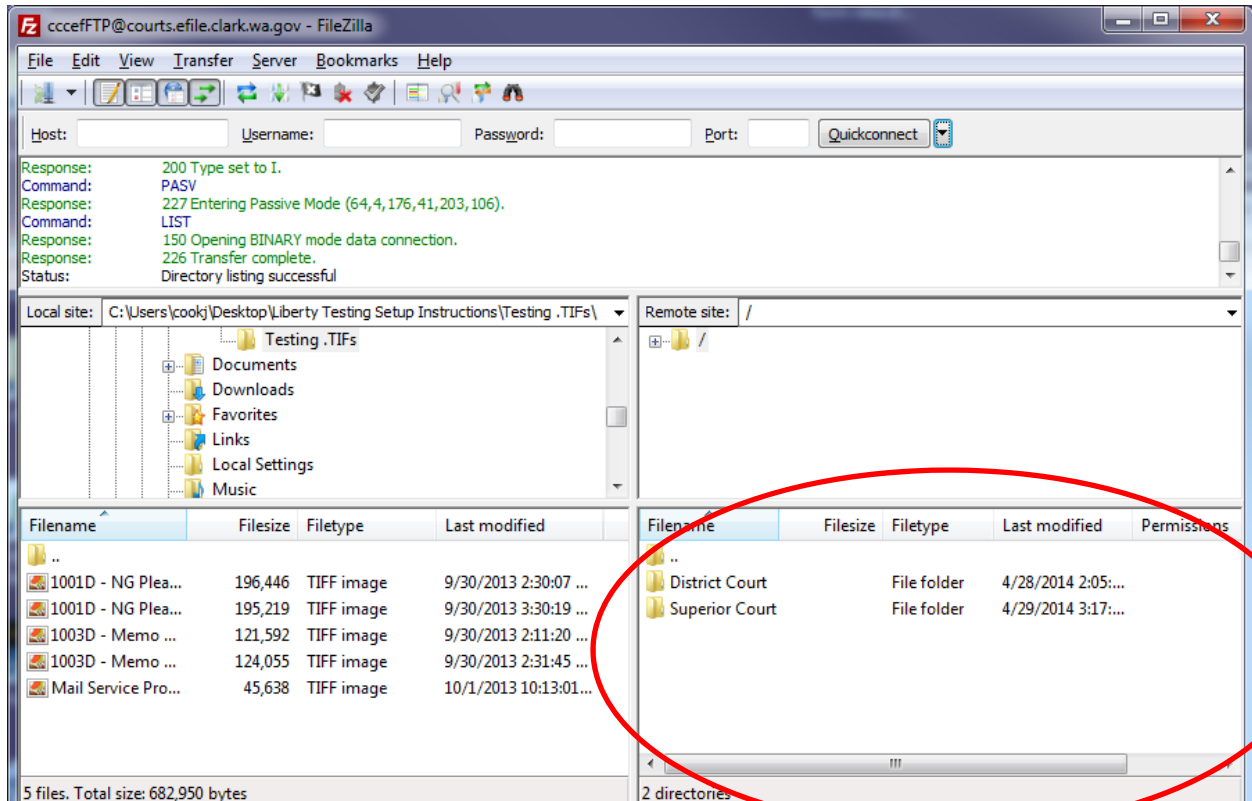 cccefFTP@courts.efile.clark.wa.gov - FileZilla
File Edit View Transfer Server Bookmarks Help
Host: Username: Password: Port: Quickconnect
Response: 200 Type set to I.
Command: PASV
Response: 227 Entering Passive Mode (64,4,176,41,203,106).
Command: LIST
Response: 150 Opening BINARY mode data connection.
Response: 226 Transfer complete.
Status: Directory listing successful
Local site: C:\Users\cookj\Desktop\Liberty Testing Setup Instructions\Testing .TIFs\
Testing .TIFs
Documents
Downloads
Favorites
Links
Local Settings
Music
Remote site: /
/
Filename Filesize Filetype Last modified
..
1001D - NG Plea... 196,446 TIFF image 9/30/2013 2:30:07 ...
1001D - NG Plea... 195,219 TIFF image 9/30/2013 3:30:19 ...
1003D - Memo ... 121,592 TIFF image 9/30/2013 2:11:20 ...
1003D - Memo ... 124,055 TIFF image 9/30/2013 2:31:45 ...
Mail Service Pro... 45,638 TIFF image 10/1/2013 10:13:01...
5 files. Total size: 682,950 bytes
Filename Filesize Filetype Last modified Permissions
..
District Court File folder 4/28/2014 2:05:...
Superior Court File folder 4/29/2014 3:17:...
2 directories